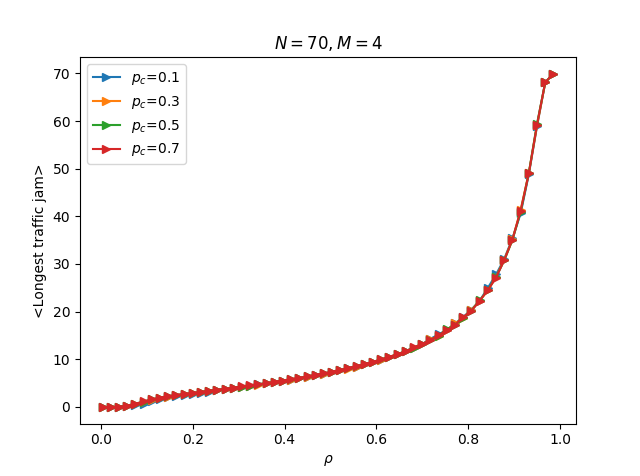 N = 70, M = 4
p_c=0.1
p_c=0.3
p_c=0.5
p_c=0.7
<Longest traffic jam>
70
60
50
40
30
20
10
0
0.0 0.2 0.4 0.6 0.8 1.0
ρ